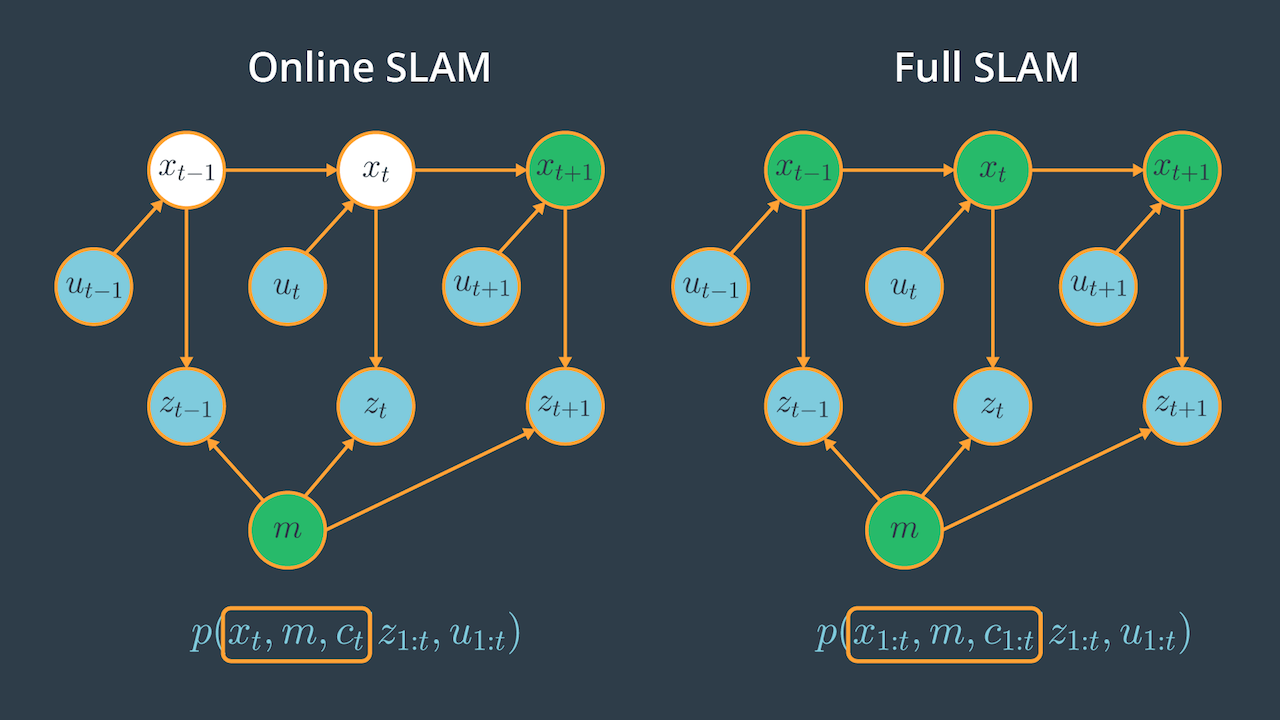 Online SLAM
x_{t−1} x_t x_{t+1}
u_{t−1} u_t u_{t+1}
z_{t−1} z_t z_{t+1}
m
p(x_t, m, c_t z_{1:t}, u_{1:t})
Full SLAM
x_{t−1} x_t x_{t+1}
u_{t−1} u_t u_{t+1}
z_{t−1} z_t z_{t+1}
m
p(x_{1:t}, m, c_{1:t} z_{1:t}, u_{1:t})